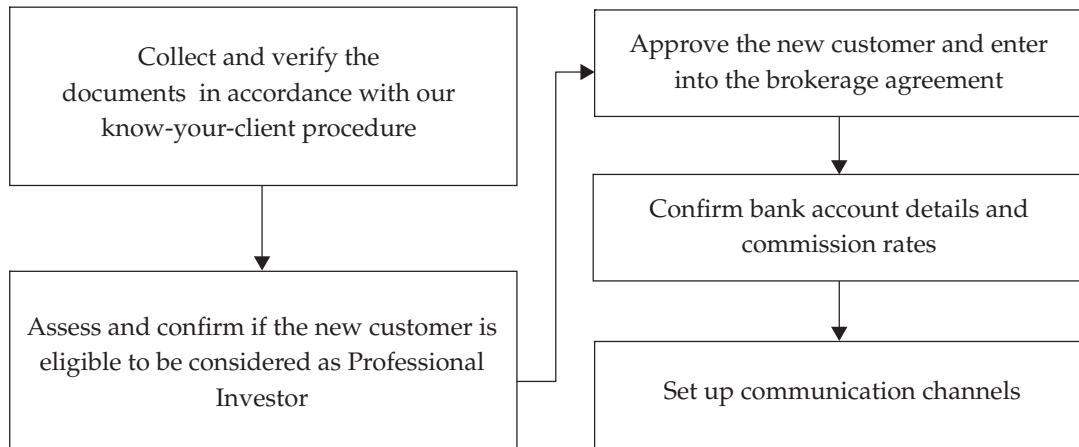 Collect and verify the
documents in accordance with our
know-your-client procedure
Assess and confirm if the new customer is
eligible to be considered as Professional
Investor
Approve the new customer and enter
into the brokerage agreement
Confirm bank account details and
commission rates
Set up communication channels